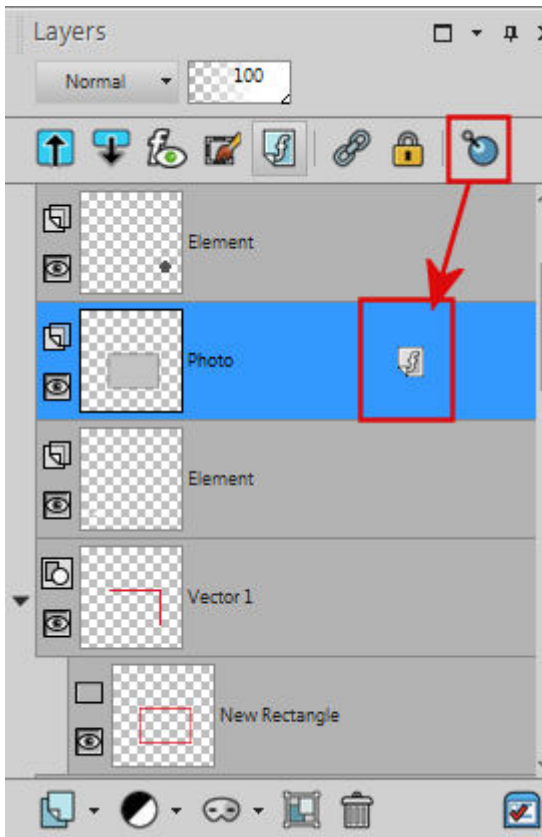 Layers
Normal
100
Element
Photo
Element
Vector 1
New Rectangle